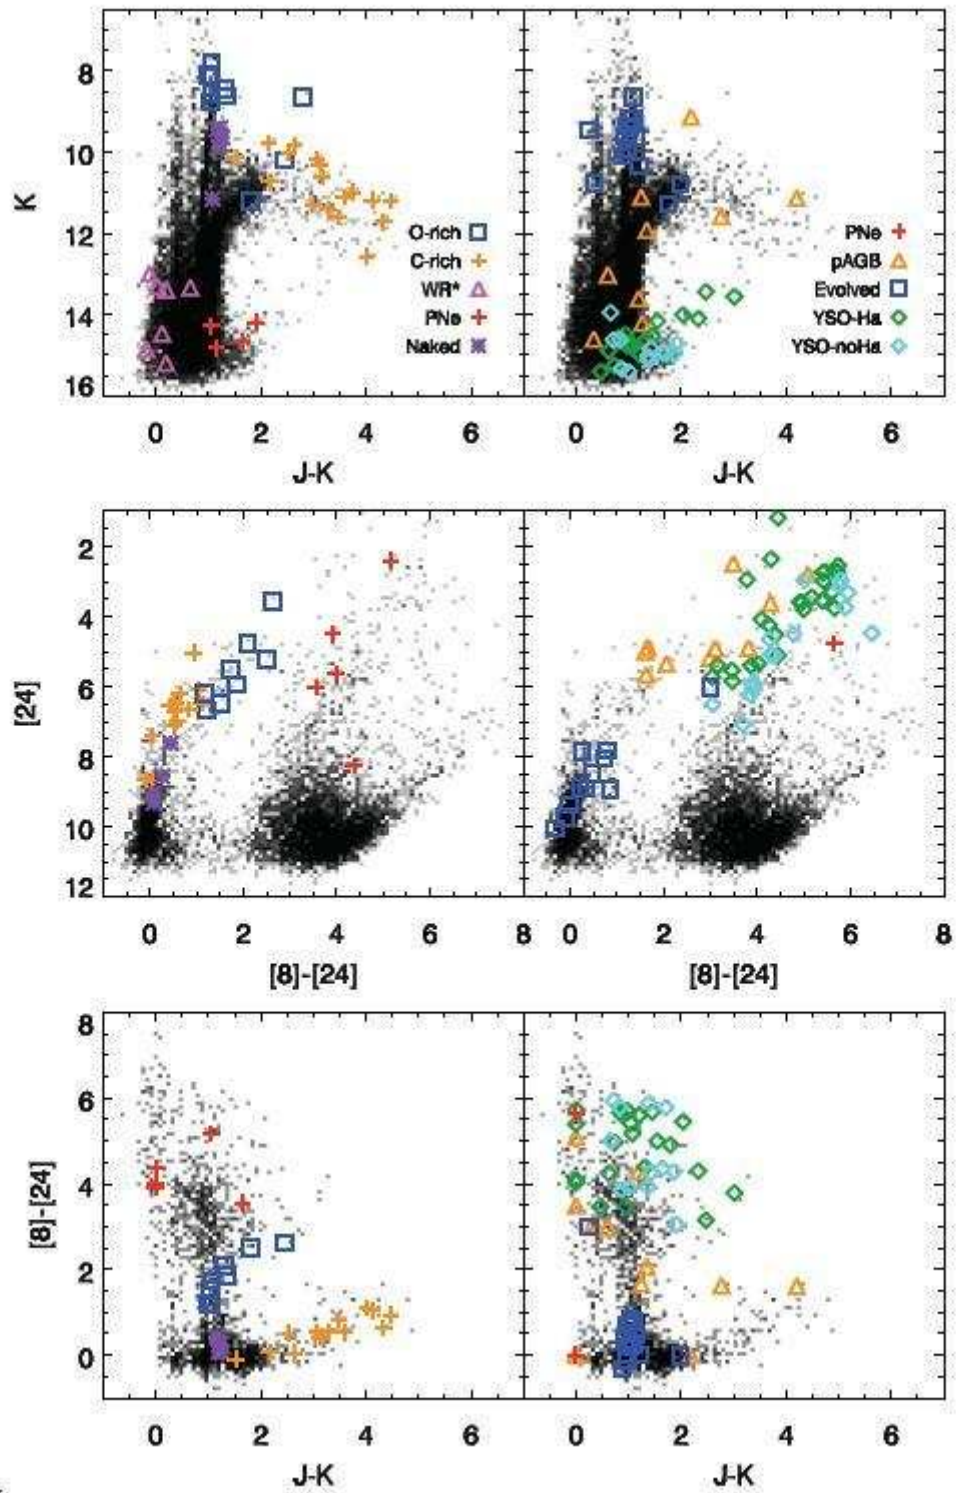 8
10
12
14
16
K
O-rich
C-rich
WR*
PNe
Naked
PNe
pAGB
Evolved
YSO-Ha
YSO-noHa
0 2 4 6 0 2 4 6
J-K J-K
2
4
6
8
10
12
[24]
0 2 4 6 8 0 2 4 6 8
[8]-[24] [8]-[24]
8
6
4
2
0
[8]-[24]
0 2 4 6 0 2 4 6
J-K J-K